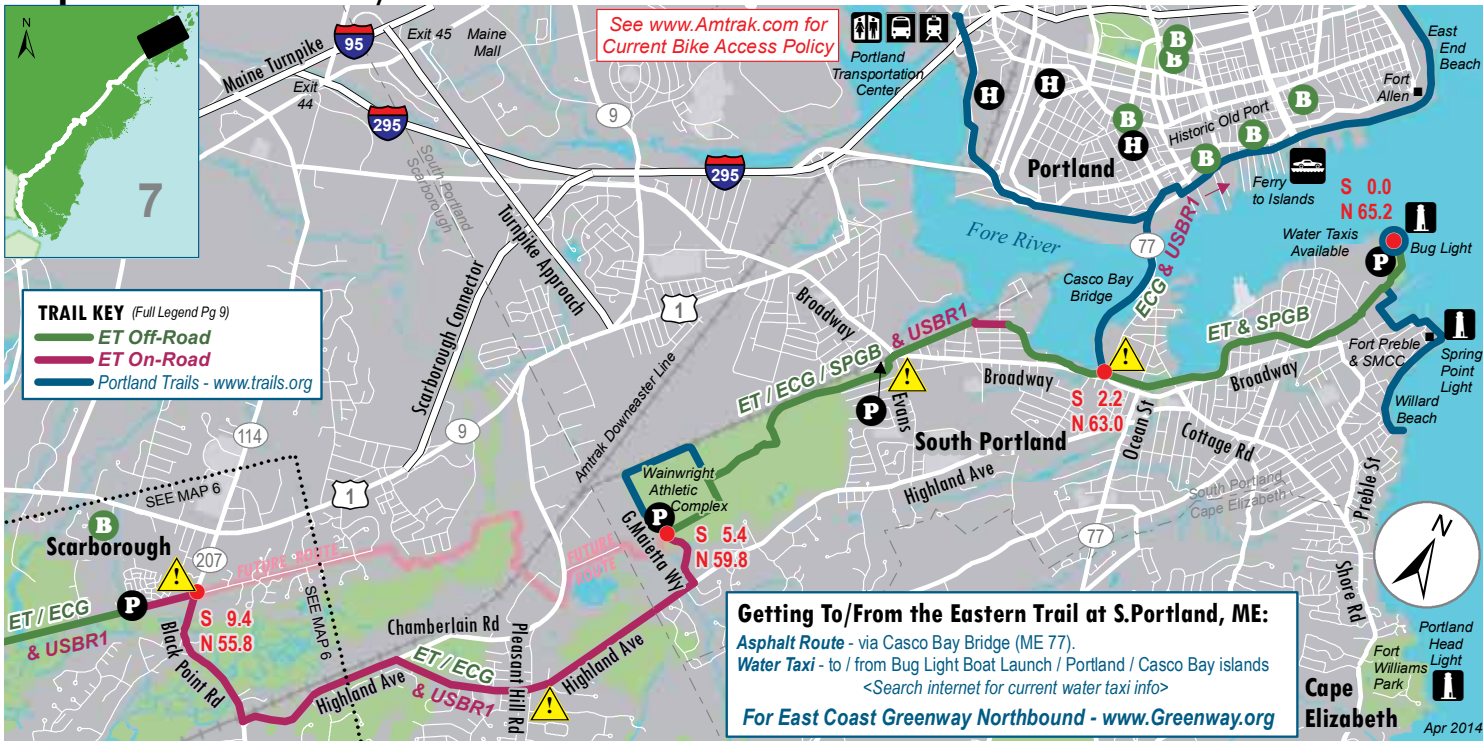 N
7
Maine Turnpike
95
Exit 45
Maine
Mall
Exit
44
295
9
See www.Amtrak.com for
Current Bike Access Policy
Portland
Transportation
Center
H
H
B
B
East
End
Beach
Fort
Allen
B
H
Historic Old Port
B
B
B
Portland
295
South Portland
Scarborough
Turnpike Approach
Scarborough Connector
Ferry
to Islands
S 0.0
N 65.2
Water Taxis
Available
P
Bug Light
Fore River
77
Casco Bay
Bridge
ECG & USBR1
TRAIL KEY (Full Legend Pg 9)
ET Off-Road
ET On-Road
Portland Trails - www.trails.org
1
Broadway
ET / ECG / SPGB & USBR1
!
P
Evans
Broadway
!
S 2.2
N 63.0
ET & SPGB
Broadway
Fort Preble
& SMCC
Spring
Point
Light
Willard
Beach
Ocean St
Cottage Rd
South Portland
Highland Ave
South Portland
Cape Elizabeth
Preble St
114
9
Amtrak Downeaster Line
SEE MAP 6
1
B
Scarborough
207
!
P
FUTURE ROUTE
SEE MAP 6
FUTURE
ROUTE
Wainwright
Athletic
Complex
P
G.Maietta Wy
S 5.4
N 59.8
77
N
Shore Rd
ET / ECG
& USBR1
S 9.4
N 55.8
Black Point Rd
Chamberlain Rd
Highland Ave
ET / ECG
& USBR1
Pleasant Hill Rd
!
Highland Ave
Getting To/From the Eastern Trail at S.Portland, ME:
Asphalt Route - via Casco Bay Bridge (ME 77).
Water Taxi - to / from Bug Light Boat Launch / Portland / Casco Bay islands
<Search internet for current water taxi info>
For East Coast Greenway Northbound - www.Greenway.org
Portland
Head
Light
Fort
Williams
Park
Cape
Elizabeth
Apr 2014